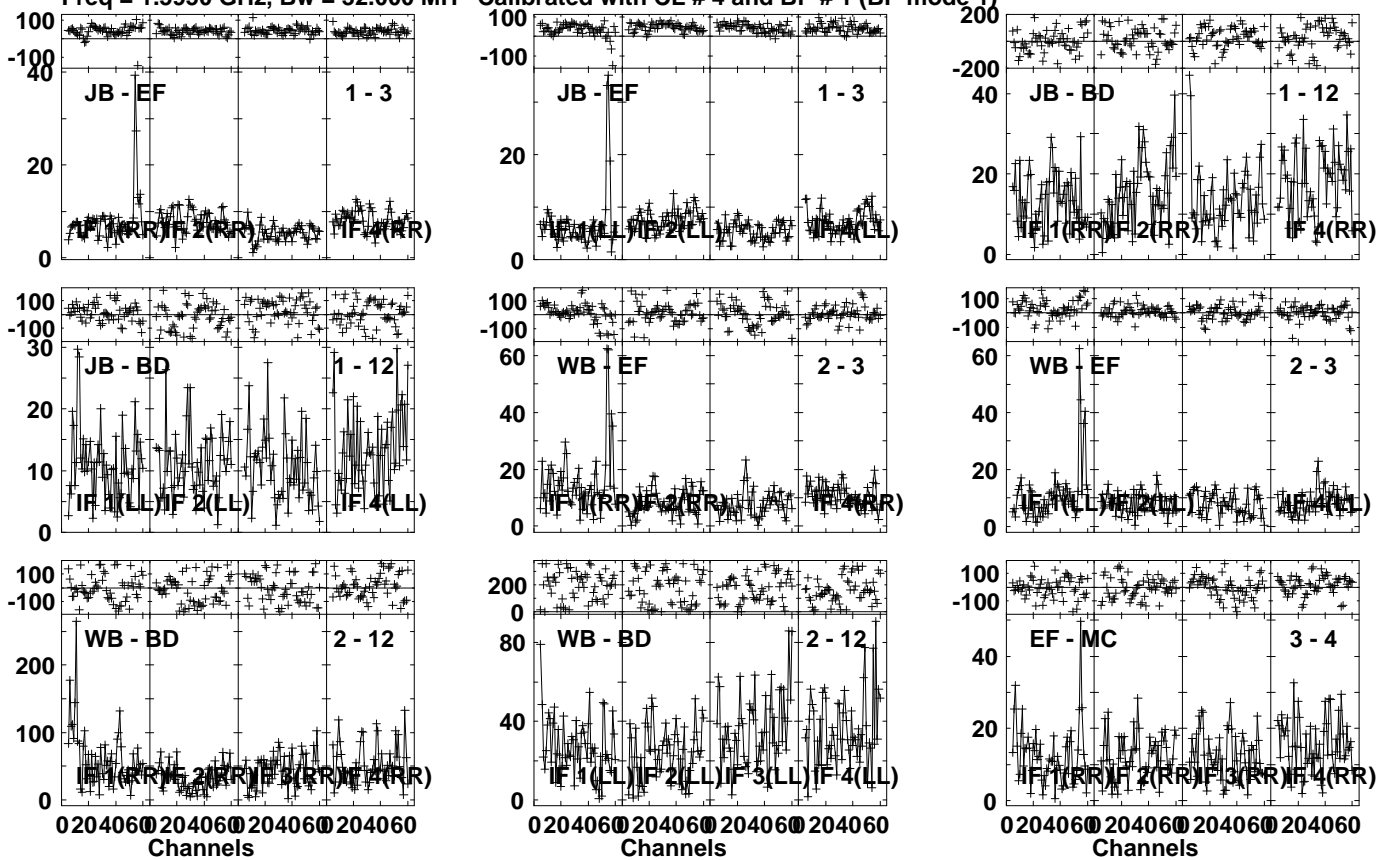 Calibrated with CL # 4 and BP # 1 (BP mode 1)
100
-100
40
20
0
JB - EF
1 - 3
IF 1(RR)
IF 2(RR)
IF 4(RR)
100
-100
20
0
JB - EF
1 - 3
IF 1(LL)
IF 2(LL)
IF 4(LL)
200
-200
40
20
0
JB - BD
1 - 12
IF 1(RR)
IF 2(RR)
IF 4(RR)
100
-100
30
20
10
0
JB - BD
1 - 12
IF 1(LL)
IF 2(LL)
IF 4(LL)
100
-100
60
40
20
0
WB - EF
2 - 3
IF 1(RR)
IF 2(RR)
IF 4(RR)
100
-100
60
40
20
0
WB - EF
2 - 3
IF 1(LL)
IF 2(LL)
IF 4(LL)
100
-100
200
100
0
WB - BD
2 - 12
IF 1(RR)
IF 2(RR)
IF 3(RR)
IF 4(RR)
0 20 40 60 0 20 40 60 0 20 40 60 0 20 40 60
Channels
200
0
80
40
0
WB - BD
2 - 12
IF 1(LL)
IF 2(LL)
IF 3(LL)
IF 4(LL)
0 20 40 60 0 20 40 60 0 20 40 60 0 20 40 60
Channels
100
-100
40
20
0
EF - MC
3 - 4
IF 1(RR)
IF 2(RR)
IF 3(RR)
IF 4(RR)
0 20 40 60 0 20 40 60 0 20 40 60 0 20 40 60
Channels